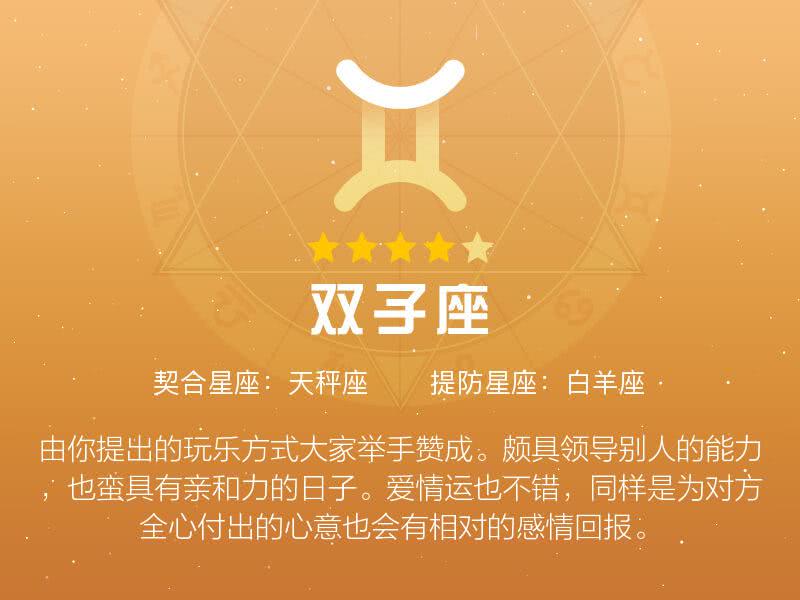 双子座
契合星座：天秤座 提防星座：白羊座
由你提出的玩乐方式大家举手赞成。颇具领导别人的能力
，也蛮具有亲和力的日子。爱情运也不错，同样是为对方
全心付出的心意也会有相对的感情回报。